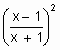 ((x − 1)/(x + 1))²